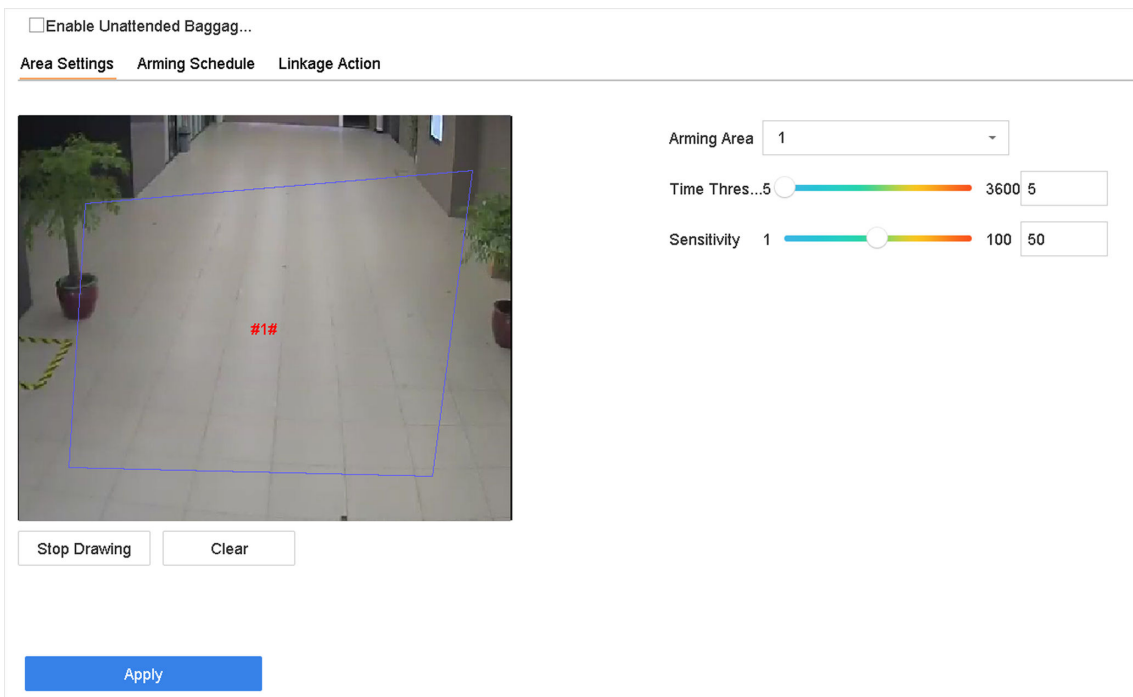 Enable Unattended Baggag...
Area Settings Arming Schedule Linkage Action
Arming Area 1
Time Thres...5 3600 5
Sensitivity 1 100 50
#1#
Stop Drawing Clear
Apply